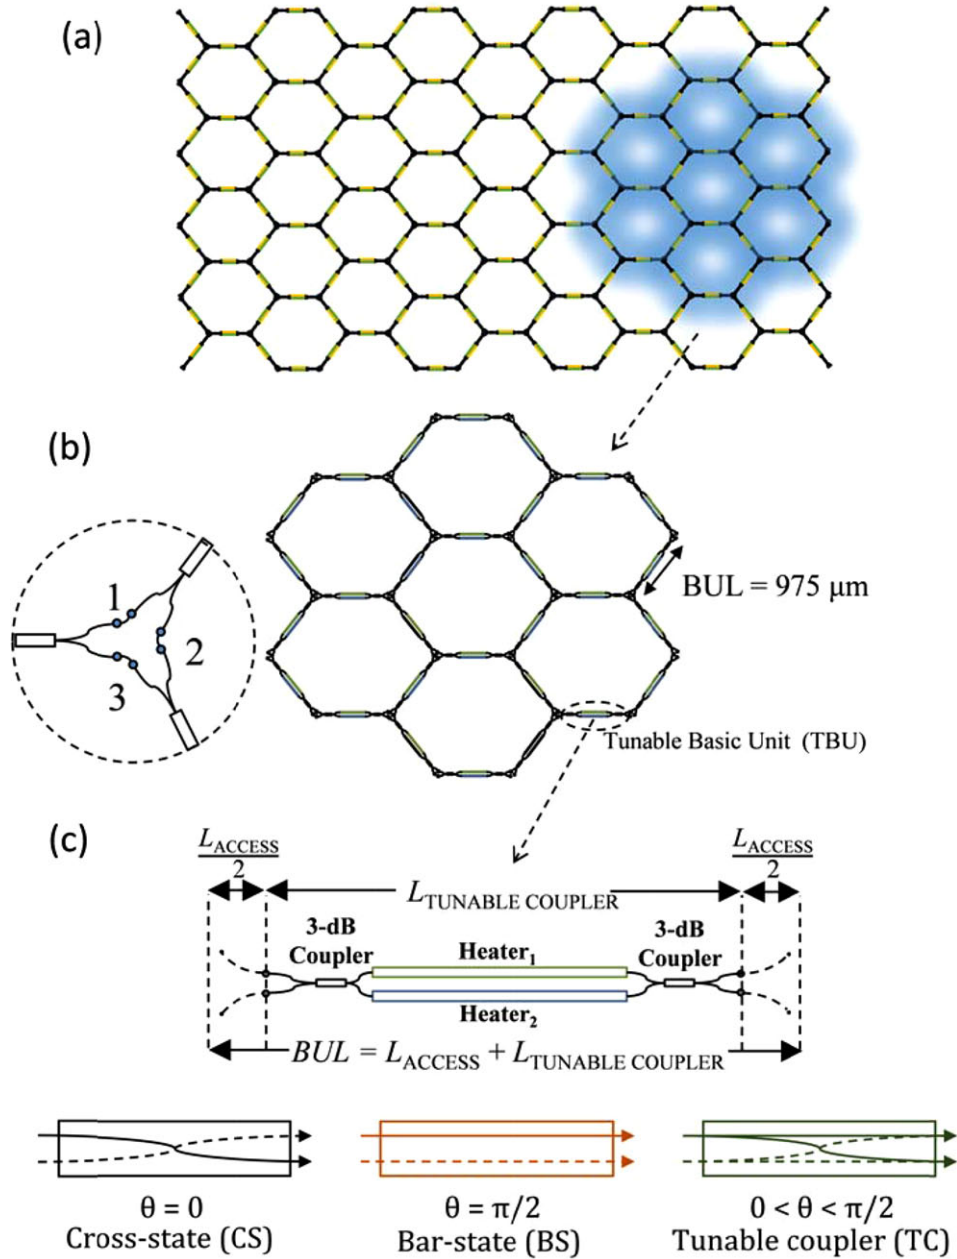 (a)
(b)
1
2
3
BUL = 975 μm
Tunable Basic Unit (TBU)
(c)
L_ACCESS / 2
L_ACCESS / 2
L_TUNABLE COUPLER
3-dB
Coupler
Heater₁
3-dB
Coupler
Heater₂
BUL = L_ACCESS + L_TUNABLE COUPLER
θ = 0
Cross-state (CS)
θ = π/2
Bar-state (BS)
0 < θ < π/2
Tunable coupler (TC)